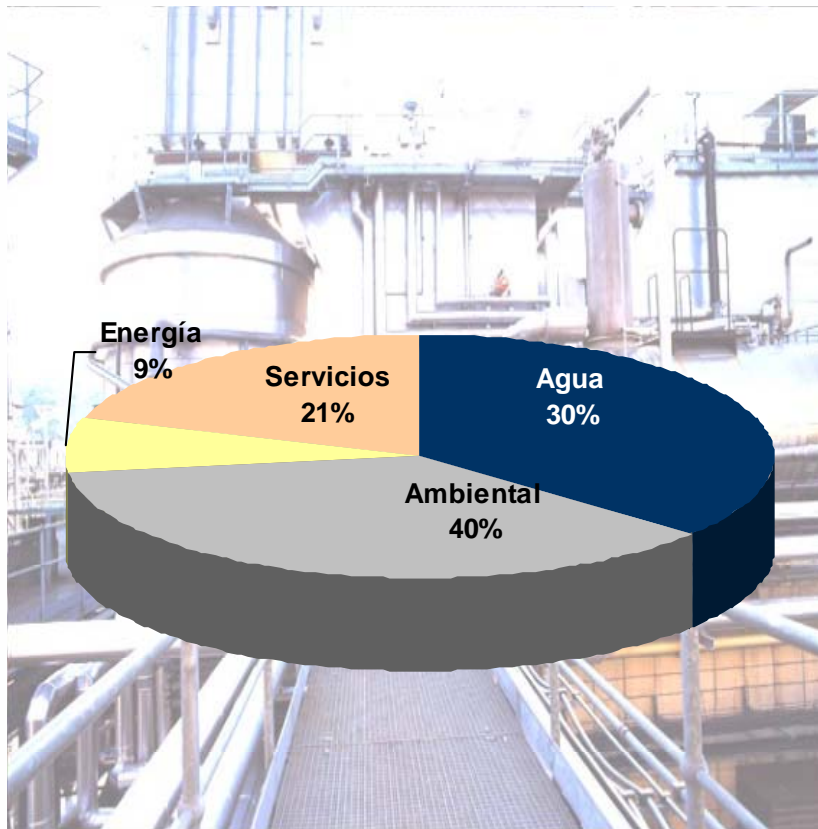 Energía
9%
Servicios
21%
Agua
30%
Ambiental
40%